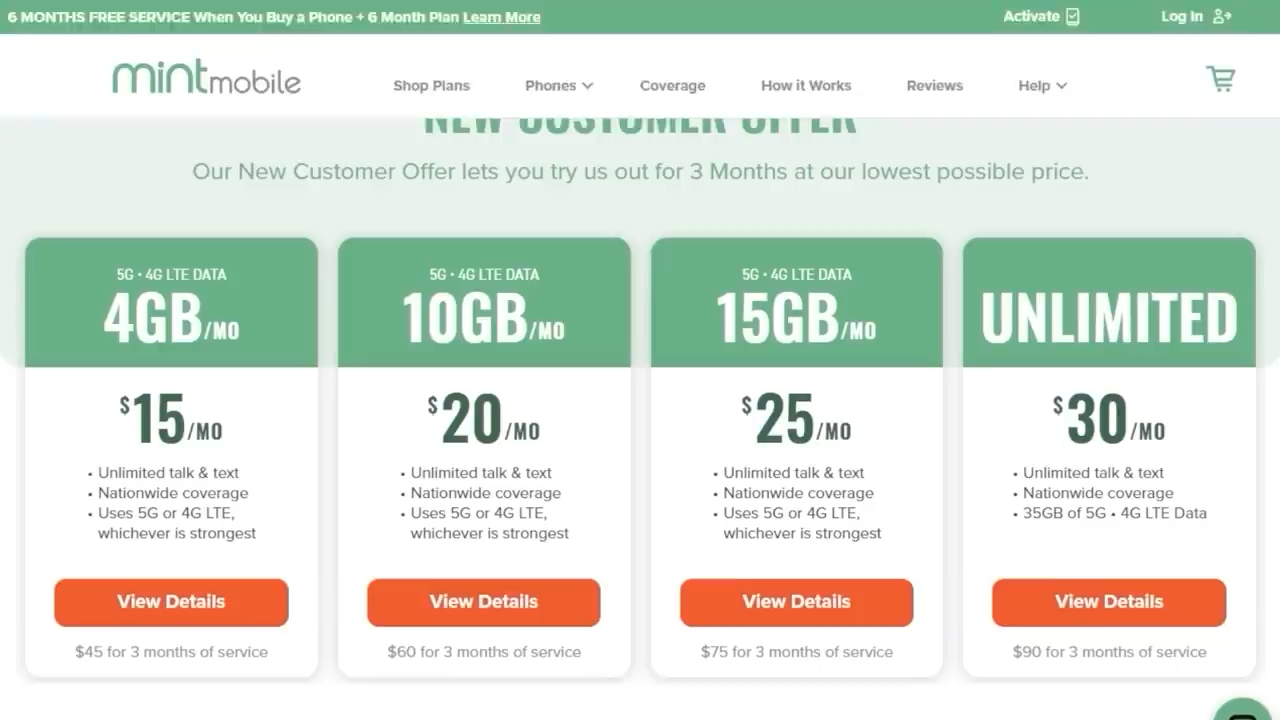 6 MONTHS FREE SERVICE When You Buy a Phone + 6 Month Plan Learn More
Activate
Log In
mintmobile
Shop Plans
Phones
Coverage
How it Works
Reviews
Help
NEW CUSTOMER OFFER
Our New Customer Offer lets you try us out for 3 Months at our lowest possible price.
5G • 4G LTE DATA
4GB/MO
$15/MO
• Unlimited talk & text
• Nationwide coverage
• Uses 5G or 4G LTE,
whichever is strongest
View Details
$45 for 3 months of service
5G • 4G LTE DATA
10GB/MO
$20/MO
• Unlimited talk & text
• Nationwide coverage
• Uses 5G or 4G LTE,
whichever is strongest
View Details
$60 for 3 months of service
5G • 4G LTE DATA
15GB/MO
$25/MO
• Unlimited talk & text
• Nationwide coverage
• Uses 5G or 4G LTE,
whichever is strongest
View Details
$75 for 3 months of service
UNLIMITED
$30/MO
• Unlimited talk & text
• Nationwide coverage
• 35GB of 5G • 4G LTE Data
View Details
$90 for 3 months of service